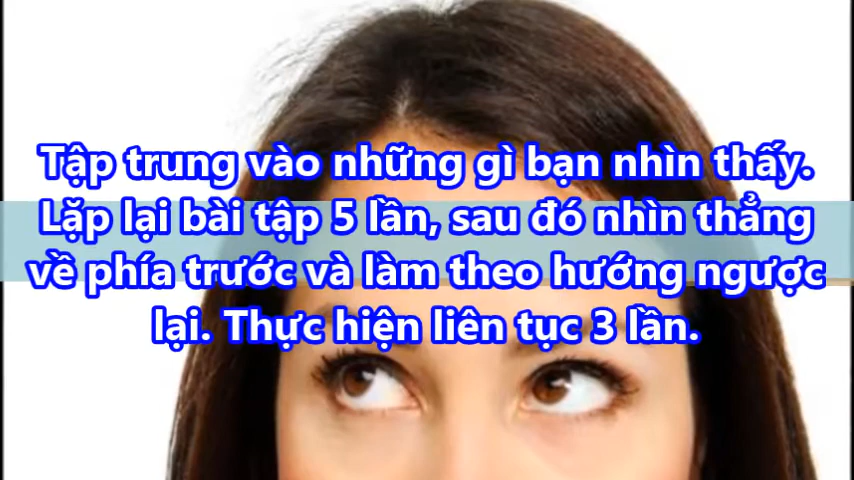 Tập trung vào những gì bạn nhìn thấy.
Lặp lại bài tập 5 lần, sau đó nhìn thẳng
về phía trước và làm theo hướng ngược
lại. Thực hiện liên tục 3 lần.